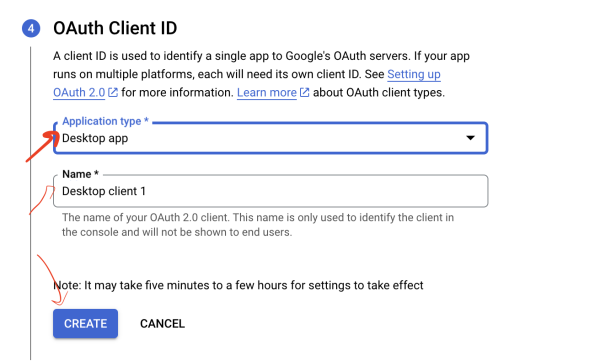 4 OAuth Client ID
A client ID is used to identify a single app to Google's OAuth servers. If your app
runs on multiple platforms, each will need its own client ID. See Setting up
OAuth 2.0 for more information. Learn more about OAuth client types.
Application type *
Desktop app
Name *
Desktop client 1
The name of your OAuth 2.0 client. This name is only used to identify the client in
the console and will not be shown to end users.
Note: It may take five minutes to a few hours for settings to take effect
CREATE CANCEL